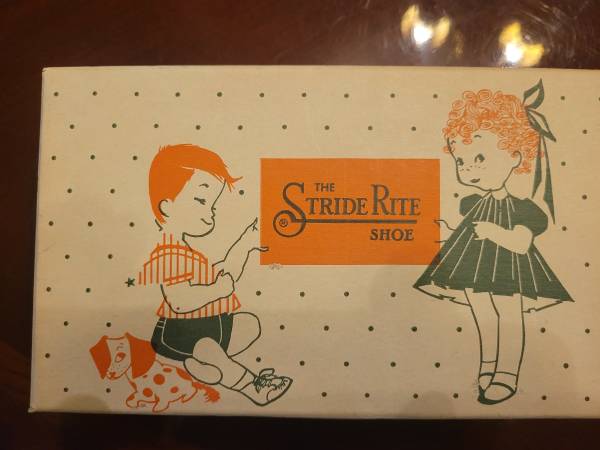 THE
STRIDE RITE
®
SHOE